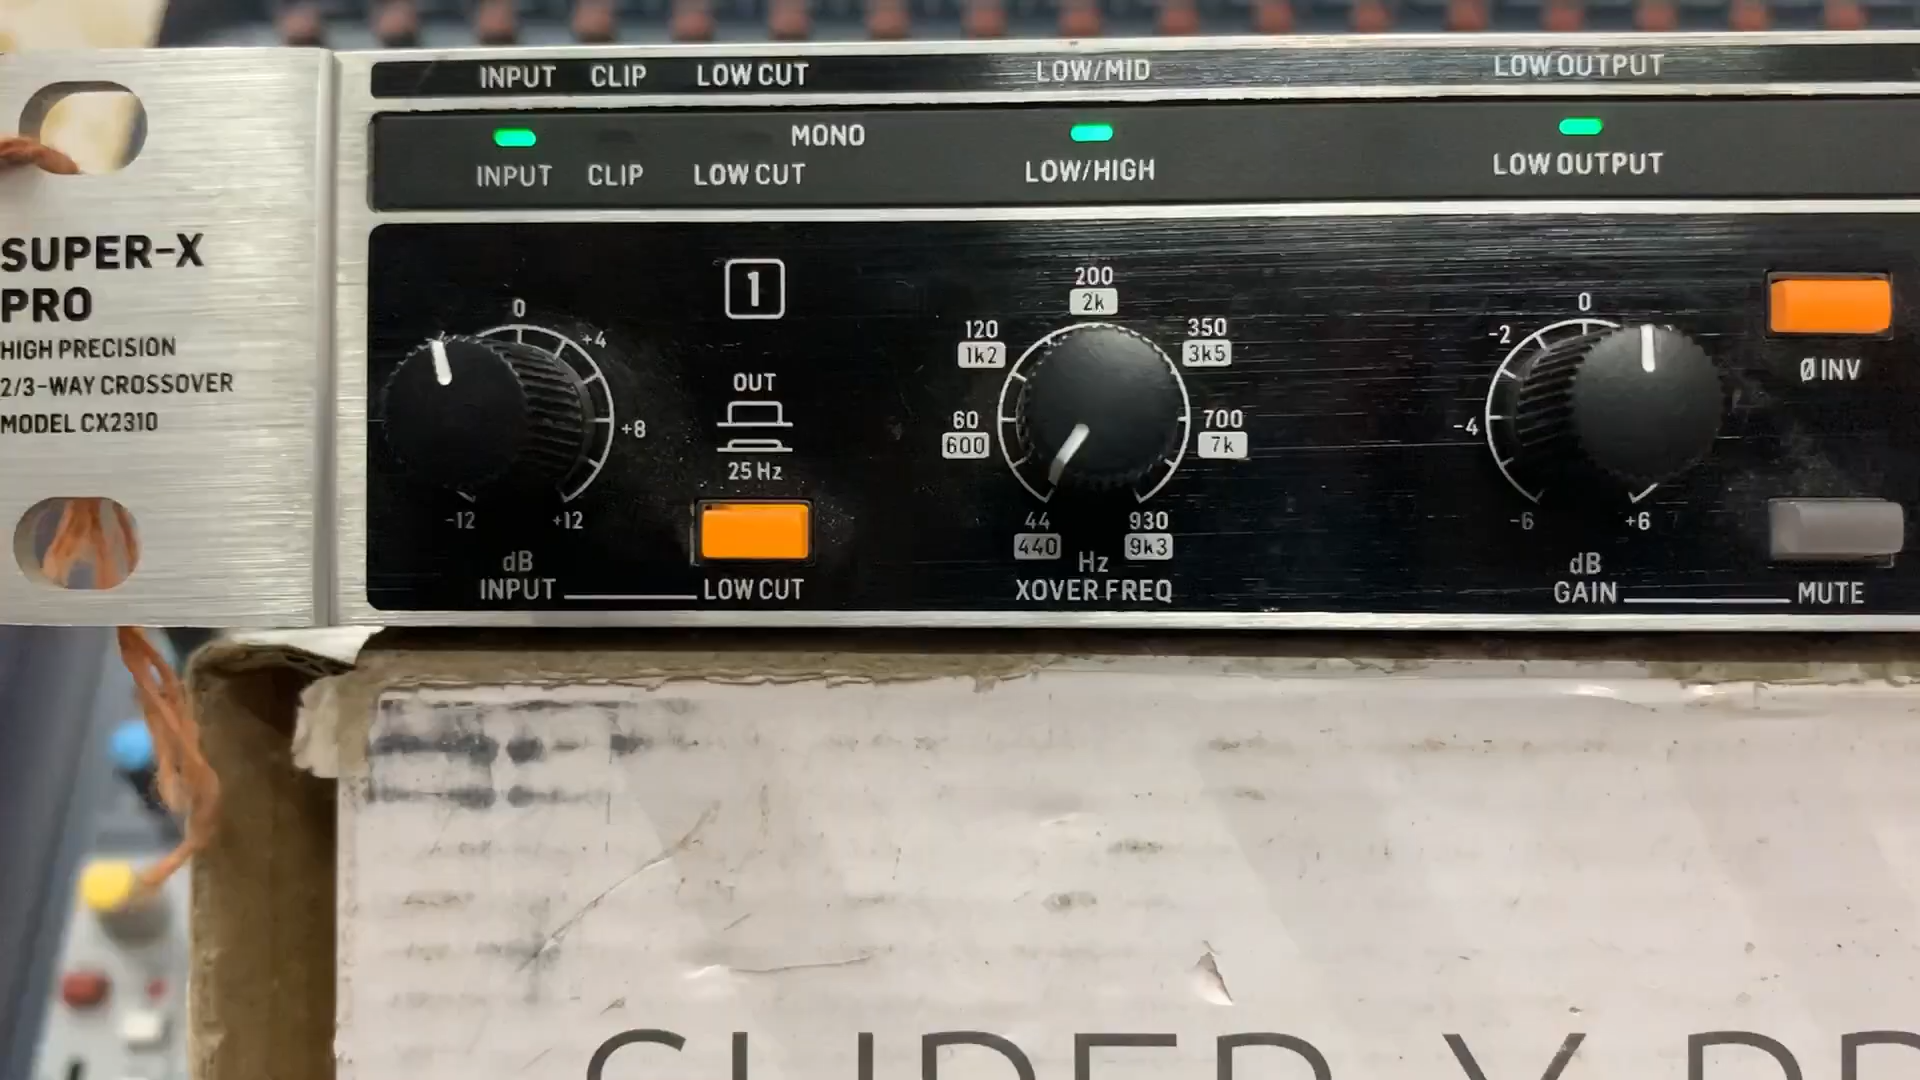 INPUT CLIP LOW CUT LOW/MID LOW OUTPUT
MONO
INPUT CLIP LOW CUT LOW/HIGH LOW OUTPUT
SUPER-X
PRO
HIGH PRECISION
2/3-WAY CROSSOVER
MODEL CX2310
1
0
+4
+8
-12 +12
dB
INPUT
OUT
25 Hz
LOW CUT
200
2k
120
1k2
350
3k5
60
600
700
7k
44
440
930
9k3
Hz
XOVER FREQ
0
-2
-4
-6 +6
dB
GAIN
Ø INV
MUTE
SUPER-X PR